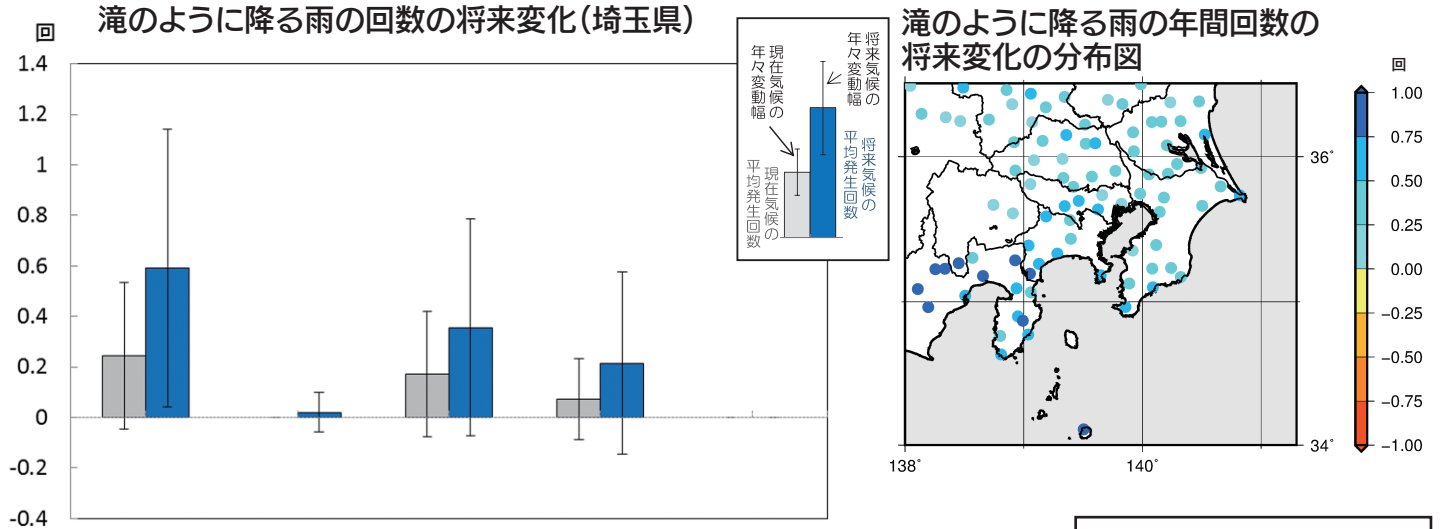 滝のように降る雨の回数の将来変化(埼玉県)
回
1.4
1.2
1
0.8
0.6
0.4
0.2
0
-0.2
-0.4
現在気候の
年々変動幅
将来気候の
年々変動幅
現在気候の
平均発生回数
将来気候の
平均発生回数
滝のように降る雨の年間回数の
将来変化の分布図
回
1.00
0.75
0.50
0.25
0.00
−0.25
−0.50
−0.75
−1.00
36°
34°
138°
140°